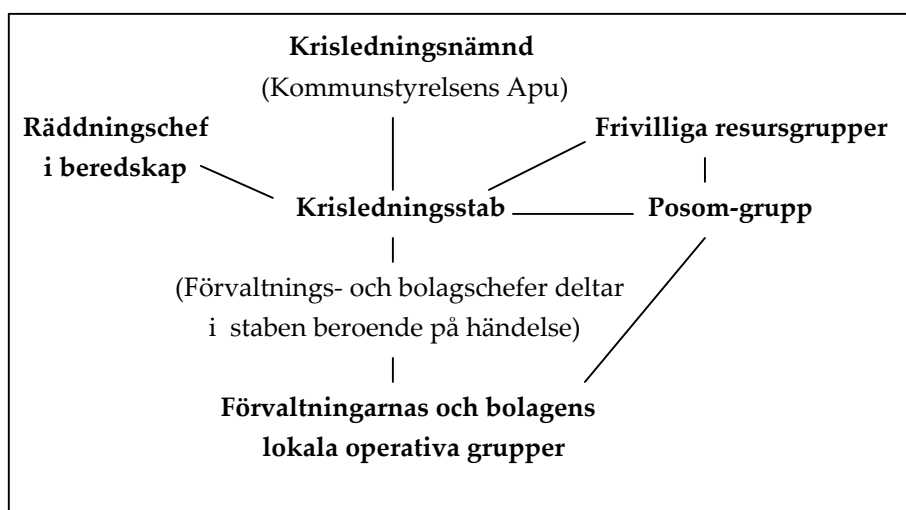 Krisledningsnämnd
(Kommunstyrelsens Apu)
Räddningschef
i beredskap
Frivilliga resursgrupper
Krisledningsstab
Posom-grupp
(Förvaltnings- och bolagschefer deltar
i staben beroende på händelse)
Förvaltningarnas och bolagens
lokala operativa grupper